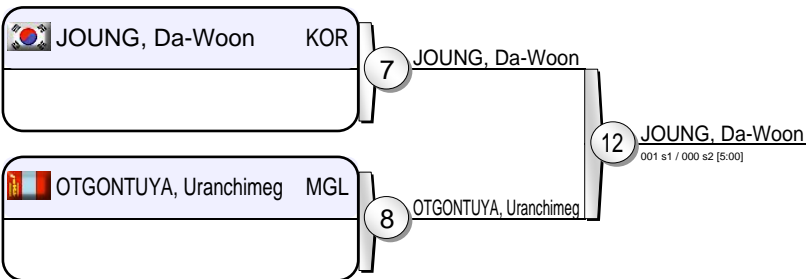 JOUNG, Da-Woon KOR
7
JOUNG, Da-Woon
12
JOUNG, Da-Woon
001 s1 / 000 s2 [5:00]
OTGONTUYA, Uranchimeg MGL
8
OTGONTUYA, Uranchimeg